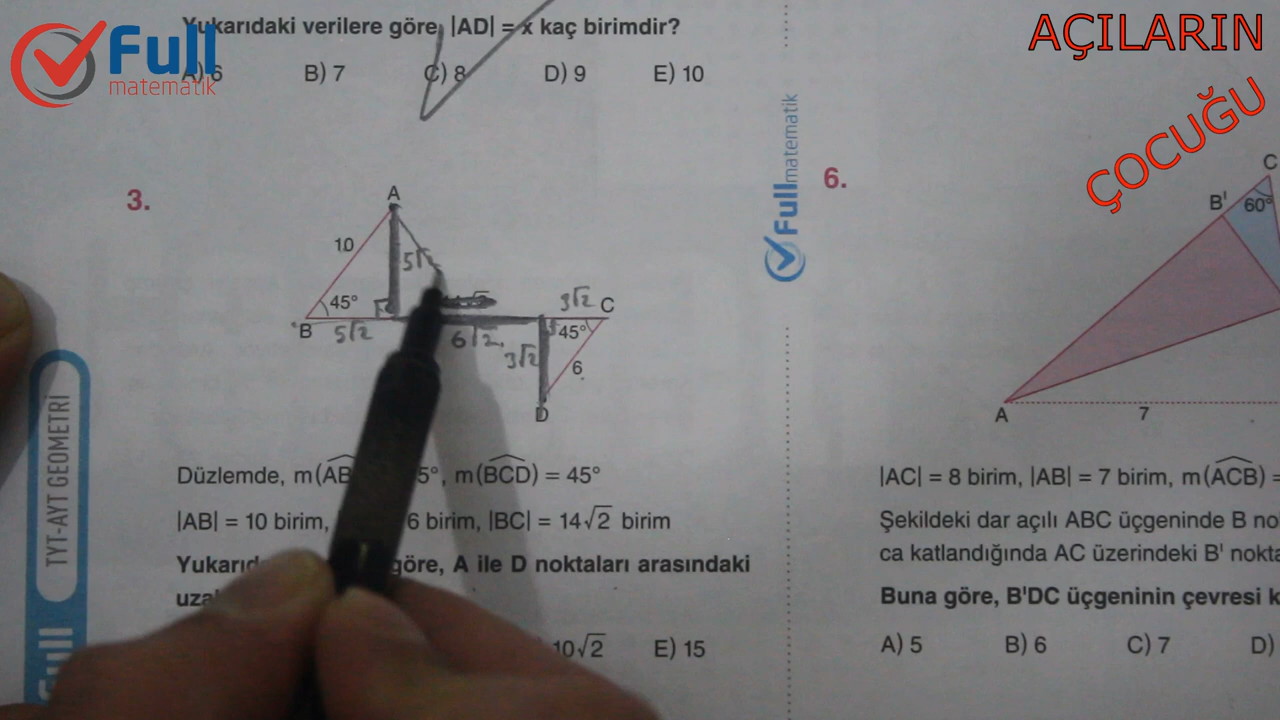 Full
matematik
AÇILARIN
ÇOCUĞU
Yukarıdaki verilere göre, |AD| = x kaç birimdir?
A) 6 B) 7 C) 8 D) 9 E) 10
3.
A
10
5√
45°
B
5√2
6√2
3√2
C
45°
3√2
6
D
Düzlemde, m(AB 5°, m(BCD) = 45°
|AB| = 10 birim, 6 birim, |BC| = 14√2 birim
göre, A ile D noktaları arasındaki
10√2 E) 15
TYT-AYT GEOMETRİ
Full
Fullmatematik
6.
C
B'
60°
A
7
|AC| = 8 birim, |AB| = 7 birim, m(ACB) =
Şekildeki dar açılı ABC üçgeninde B
ca katlandığında AC üzerindeki B'
Buna göre, B'DC üçgeninin çevresi
A) 5 B) 6 C) 7 D)